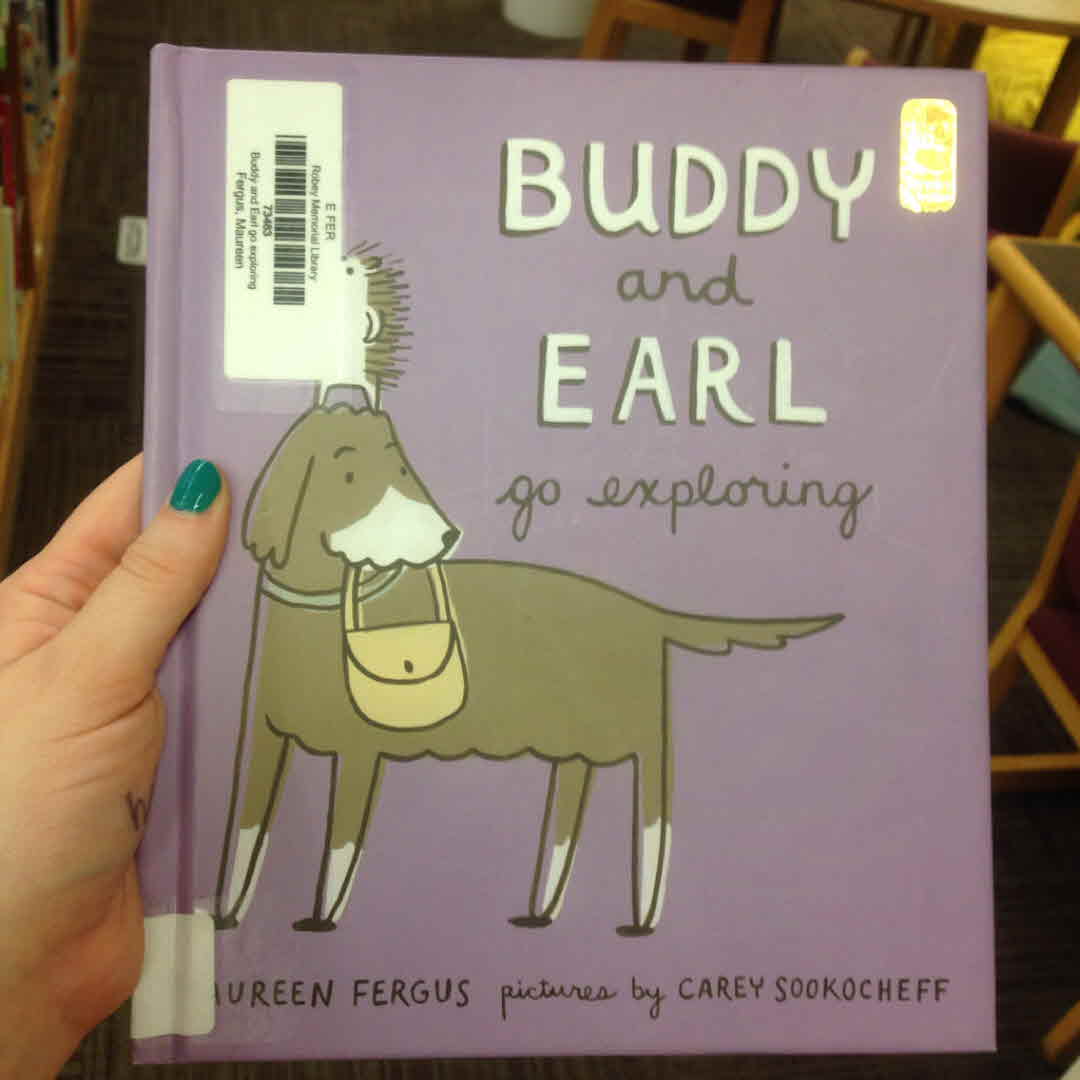 BUDDY
and
EARL
go exploring
E FER
Robey Memorial Library
73463
Buddy and Earl go exploring
Fergus, Maureen
UREEN FERGUS pictures by CAREY SOOKOCHEFF